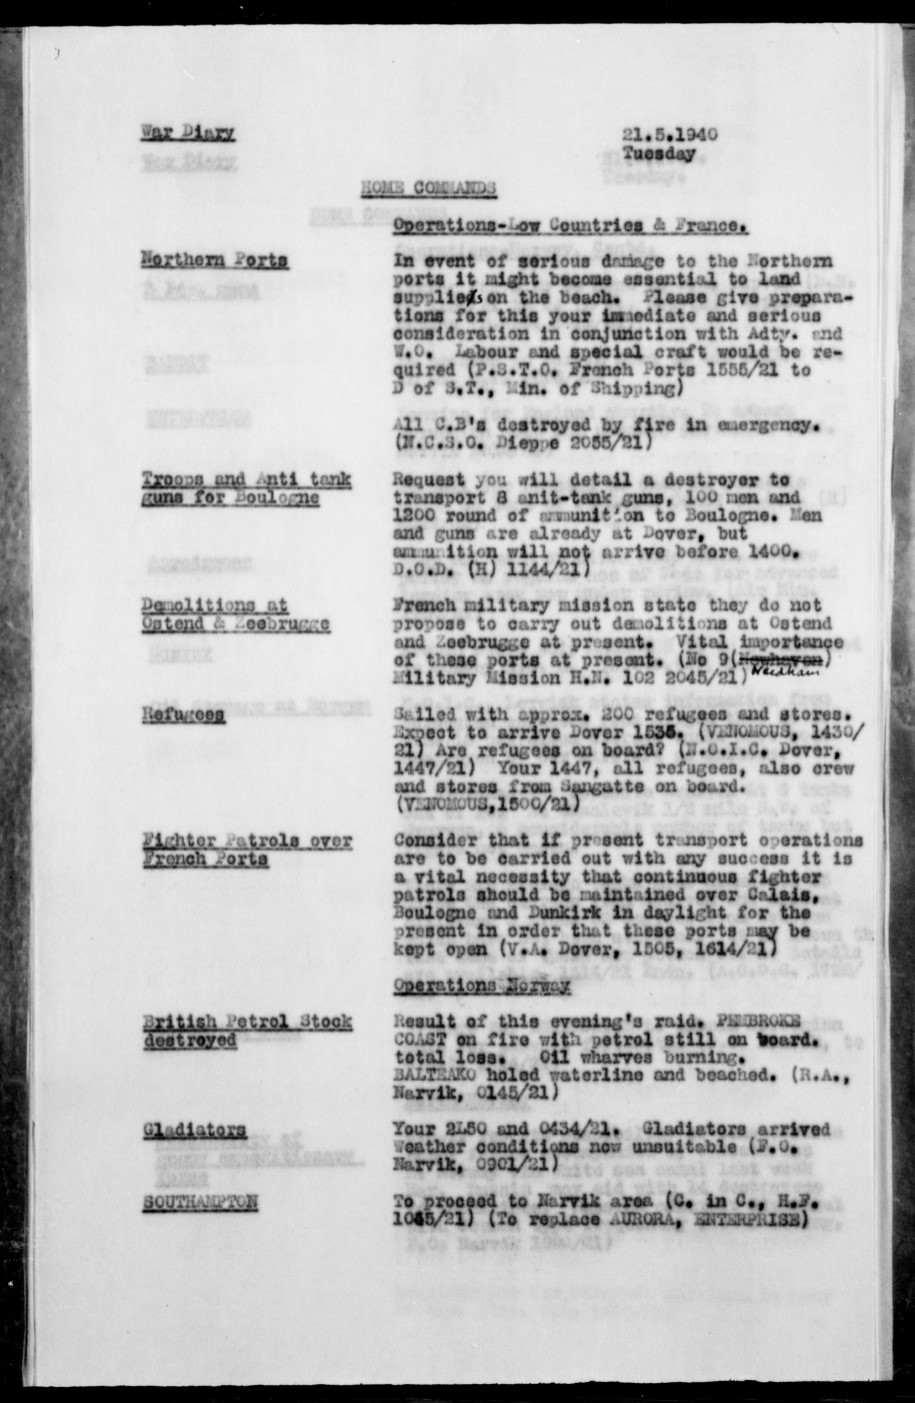 War Diary
21.5.1940
Tuesday
HOME COMMANDS
Operations-Low Countries & France.
Northern Ports
In event of serious damage to the Northern
ports it might become essential to land
supplies on the beach. Please give prepara-
tions for this your immediate and serious
consideration in conjunction with Adty. and
W.O. Labour and special craft would be re-
quired (P.S.T.O. French Ports 1555/21 to
D of S.T., Min. of Shipping)
All C.B's destroyed by fire in emergency.
(N.C.S.O. Dieppe 2055/21)
Troops and Anti tank
guns for Boulogne
Request you will detail a destroyer to
transport 8 anit-tank guns, 100 men and
1200 round of ammunition to Boulogne. Men
and guns are already at Dover, but
ammunition will not arrive before 1400.
D.O.D. (H) 1144/21)
Demolitions at
Ostend & Zeebrugge
French military mission state they do not
propose to carry out demolitions at Ostend
and Zeebrugge at present. Vital importance
of these ports at present. (No 9(Newhaven)
Needham
Military Mission H.N. 102 2045/21)
Refugees
Sailed with approx. 200 refugees and stores.
Expect to arrive Dover 1535. (VENOMOUS, 1430/
21) Are refugees on board? (N.O.I.C. Dover,
1447/21) Your 1447, all refugees, also crew
and stores from Sangatte on board.
(VENOMOUS,1500/21)
Fighter Patrols over
French Ports
Consider that if present transport operations
are to be carried out with any success it is
a vital necessity that continuous fighter
patrols should be maintained over Calais,
Boulogne and Dunkirk in daylight for the
present in order that these ports may be
kept open (V.A. Dover, 1505, 1614/21)
Operations Norway
British Petrol Stock
destroyed
Result of this evening's raid. PEMBROKE
COAST on fire with petrol still on board.
total loss. Oil wharves burning.
BALTRAKO holed waterline and beached. (R.A.,
Narvik, 0145/21)
Gladiators
Your 2150 and 0434/21. Gladiators arrived
Weather conditions now unsuitable (F.O.
Narvik, 0901/21)
SOUTHAMPTON
To proceed to Narvik area (C. in C., H.F.
1045/21) (To replace AURORA, ENTERPRISE)